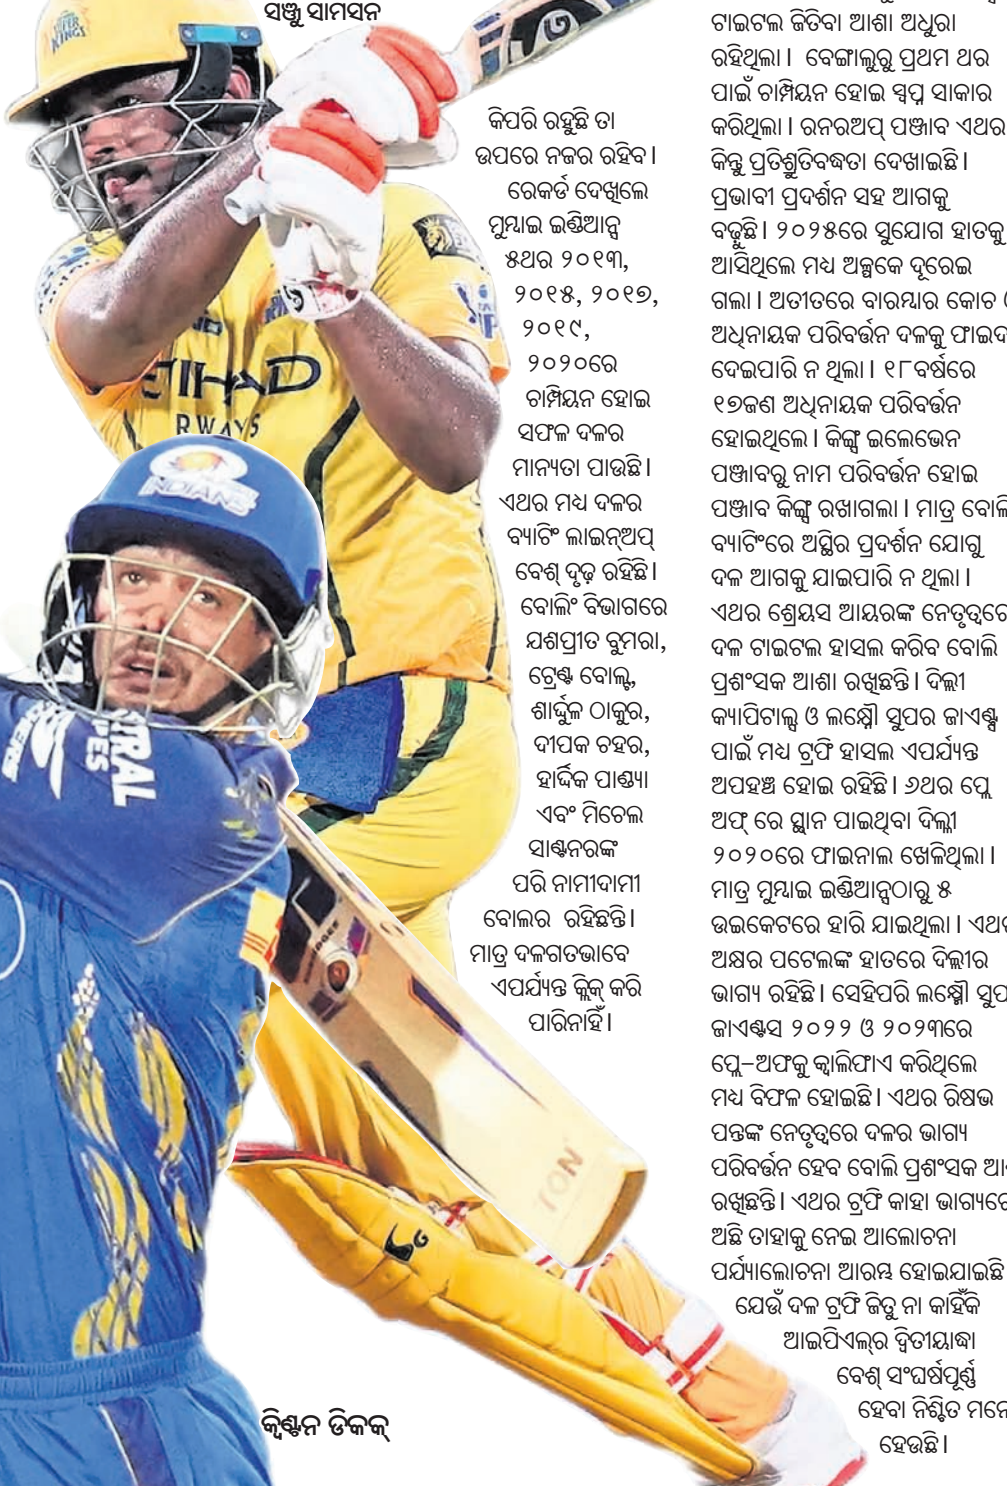 ସଞ୍ଜୁ ସାମସନ
କିପରି ରହୁଛି ତା
ଉପରେ ନଜର ରହିବ।
ରେକର୍ଡ ଦେଖିଲେ
ମୁମ୍ବାଇ ଇଣ୍ଡିଆନ୍ସ
୫ଥର ୨୦୧୩,
୨୦୧୫, ୨୦୧୭,
୨୦୧୯,
୨୦୨୦ରେ
ଚାମ୍ପିୟନ ହୋଇ
ସଫଳ ଦଳର
ମାନ୍ୟତା ପାଉଛି।
ଏଥର ମଧ୍ୟ ଦଳର
ବ୍ୟାଟିଂ ଲାଇନ୍ଅପ୍
ବେଶ୍ ଦୃଢ଼ ରହିଛି।
ବୋଲିଂ ବିଭାଗରେ
ଯଶପ୍ରୀତ ବୁମରା,
ଟ୍ରେଣ୍ଟ ବୋଲ୍ଟ,
ଶାର୍ଦ୍ଦୁଳ ଠାକୁର,
ଦୀପକ ଚହର,
ହାର୍ଦ୍ଦିକ ପାଣ୍ଡ୍ୟା
ଏବଂ ମିଚେଲ
ସାଣ୍ଟନରଙ୍କ
ପରି ନାମୀଦାମୀ
ବୋଲର ରହିଛନ୍ତି।
ମାତ୍ର ଦଳଗତଭାବେ
ଏପର୍ଯ୍ୟନ୍ତ କ୍ଲିକ୍ କରି
ପାରିନାହିଁ।
ଟାଇଟଲ ଜିତିବା ଆଶା ଅଧୁରା
ରହିଥିଲା। ବେଙ୍ଗାଲୁରୁ ପ୍ରଥମ ଥର
ପାଇଁ ଚାମ୍ପିୟନ ହୋଇ ସ୍ୱପ୍ନ ସାକାର
କରିଥିଲା। ରନରଅପ୍ ପଞ୍ଜାବ ଏଥର
କିନ୍ତୁ ପ୍ରତିଶ୍ରୁତିବଦ୍ଧତା ଦେଖାଇଛି।
ପ୍ରଭାବୀ ପ୍ରଦର୍ଶନ ସହ ଆଗକୁ
ବଢ଼ୁଛି। ୨୦୨୫ରେ ସୁଯୋଗ ହାତକୁ
ଆସିଥିଲେ ମଧ୍ୟ ଅଳ୍ପକେ ଦୂରେଇ
ଗଲା। ଅତୀତରେ ବାରମ୍ବାର କୋଚ
ଅଧିନାୟକ ପରିବର୍ତ୍ତନ ଦଳକୁ
ଦେଇପାରି ନ ଥିଲା। ୧୮ବର୍ଷରେ
୧୭ଜଣ ଅଧିନାୟକ ପରିବର୍ତ୍ତନ
ହୋଇଥିଲେ। କିଙ୍ଗ୍ସ ଇଲେଭେନ
ପଞ୍ଜାବରୁ ନାମ ପରିବର୍ତ୍ତନ ହୋଇ
ପଞ୍ଜାବ କିଙ୍ଗ୍ସ ରଖାଗଲା। ମାତ୍ର
ବ୍ୟାଟିଂରେ ଅସ୍ଥିର ପ୍ରଦର୍ଶନ ଯୋଗୁ
ଦଳ ଆଗକୁ ଯାଇପାରି ନ ଥିଲା।
ଏଥର ଶ୍ରେୟସ ଆୟରଙ୍କ ନେତୃତ୍ୱରେ
ଦଳ ଟାଇଟଲ ହାସଲ କରିବ ବୋଲି
ପ୍ରଶଂସକ ଆଶା ରଖିଛନ୍ତି। ଦିଲ୍ଲୀ
କ୍ୟାପିଟାଲ୍ସ ଓ ଲକ୍ଷ୍ନୌ ସୁପର ଜାଏଣ୍ଟ୍ସ
ପାଇଁ ମଧ୍ୟ ଟ୍ରଫି ହାସଲ ଏପର୍ଯ୍ୟନ୍ତ
ଅପହଞ୍ଚ ହୋଇ ରହିଛି। ୬ଥର ପ୍ଲେ
ଅଫ୍ ରେ ସ୍ଥାନ ପାଇଥିବା ଦିଲ୍ଲୀ
୨୦୨୦ରେ ଫାଇନାଲ ଖେଳିଥିଲା।
ମାତ୍ର ମୁମ୍ବାଇ ଇଣ୍ଡିଆନ୍ସଠାରୁ ୫
ଉଇକେଟରେ ହାରି ଯାଇଥିଲା।
ଅକ୍ଷର ପଟେଲଙ୍କ ହାତରେ ଦିଲ୍ଲୀର
ଭାଗ୍ୟ ରହିଛି। ସେହିପରି ଲକ୍ଷ୍ନୌ
ଜାଏଣ୍ଟସ ୨୦୨୨ ଓ ୨୦୨୩ରେ
ପ୍ଲେ-ଅଫକୁ କ୍ୱାଲିଫାଏ କରିଥିଲେ
ମଧ୍ୟ ବିଫଳ ହୋଇଛି। ଏଥର ରିଷଭ
ପନ୍ତଙ୍କ ନେତୃତ୍ୱରେ ଦଳର ଭାଗ୍ୟ
ପରିବର୍ତ୍ତନ ହେବ ବୋଲି ପ୍ରଶଂସକ
ରଖିଛନ୍ତି। ଏଥର ଟ୍ରଫି କାହା ଭାଗ୍ୟରେ
ଅଛି ତାହାକୁ ନେଇ ଆଲୋଚନା
ପର୍ଯ୍ୟାଲୋଚନା ଆରମ୍ଭ ହୋଇଯାଇଛି
ଯେଉଁ ଦଳ ଟ୍ରଫି ଜିତୁ ନା କାହିଁକି
ଆଇପିଏଲ୍‌ର ଦ୍ୱିତୀୟାଦ୍ଧା
ବେଶ୍ ସଂଘର୍ଷପୂର୍ଣ୍ଣ
ହେବା ନିଶ୍ଚିତ ମନେ
ହେଉଛି।
କ୍ୱିଣ୍ଟନ ଡିକକ୍
ETIHAD
RWAYS
INDIANS
TON
SG